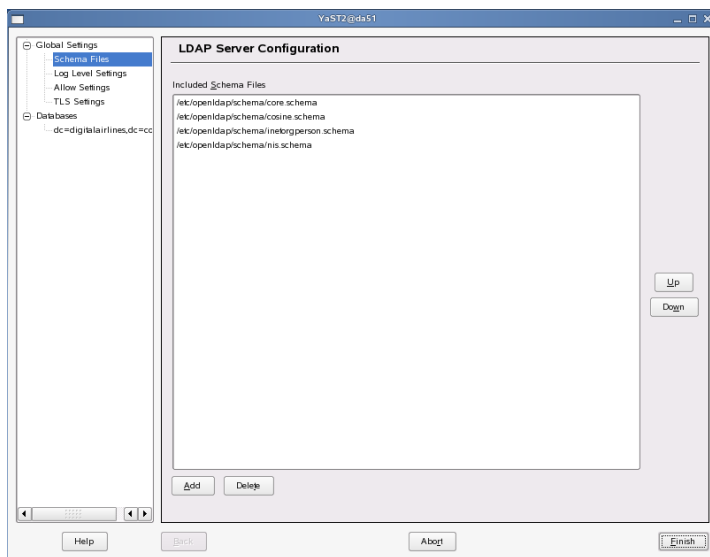 YaST2@da51
Global Settings
Schema Files
Log Level Settings
Allow Settings
TLS Settings
Databases
dc=digitalairlines,dc=cc
LDAP Server Configuration
Included Schema Files
/etc/openldap/schema/core.schema
/etc/openldap/schema/cosine.schema
/etc/openldap/schema/inetorgperson.schema
/etc/openldap/schema/nis.schema
Up
Down
Add
Delete
Help
Back
Abort
Finish